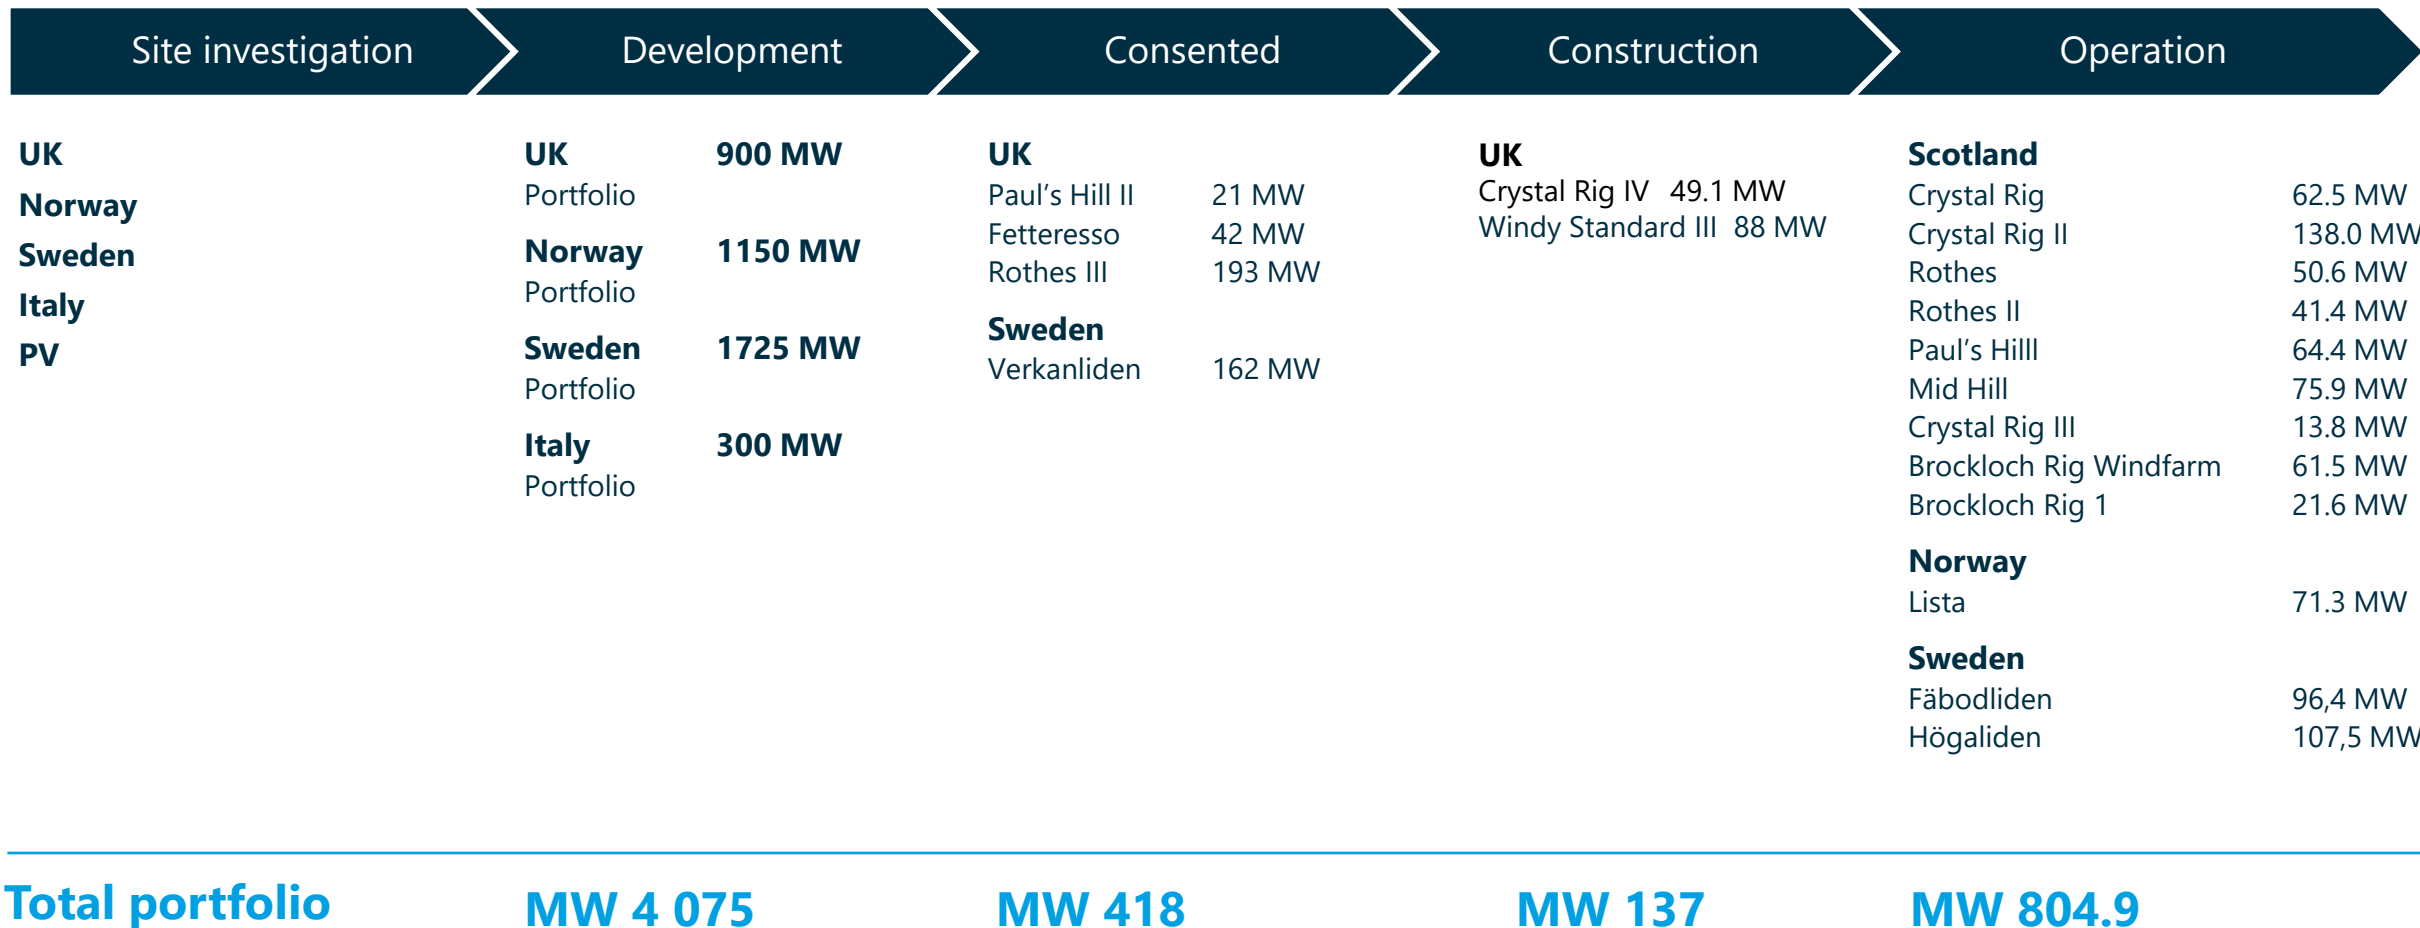 Site investigation
Development
Consented
Construction
Operation
UK
Norway
Sweden
Italy
PV
UK 900 MW
Portfolio
Norway 1150 MW
Portfolio
Sweden 1725 MW
Portfolio
Italy 300 MW
Portfolio
UK
Paul’s Hill II 21 MW
Fetteresso 42 MW
Rothes III 193 MW
Sweden
Verkanliden 162 MW
UK
Crystal Rig IV 49.1 MW
Windy Standard III 88 MW
Scotland
Crystal Rig 62.5 MW
Crystal Rig II 138.0 MW
Rothes 50.6 MW
Rothes II 41.4 MW
Paul’s Hilll 64.4 MW
Mid Hill 75.9 MW
Crystal Rig III 13.8 MW
Brockloch Rig Windfarm 61.5 MW
Brockloch Rig 1 21.6 MW
Norway
Lista 71.3 MW
Sweden
Fäbodliden 96,4 MW
Högaliden 107,5 MW
Total portfolio MW 4 075 MW 418 MW 137 MW 804.9